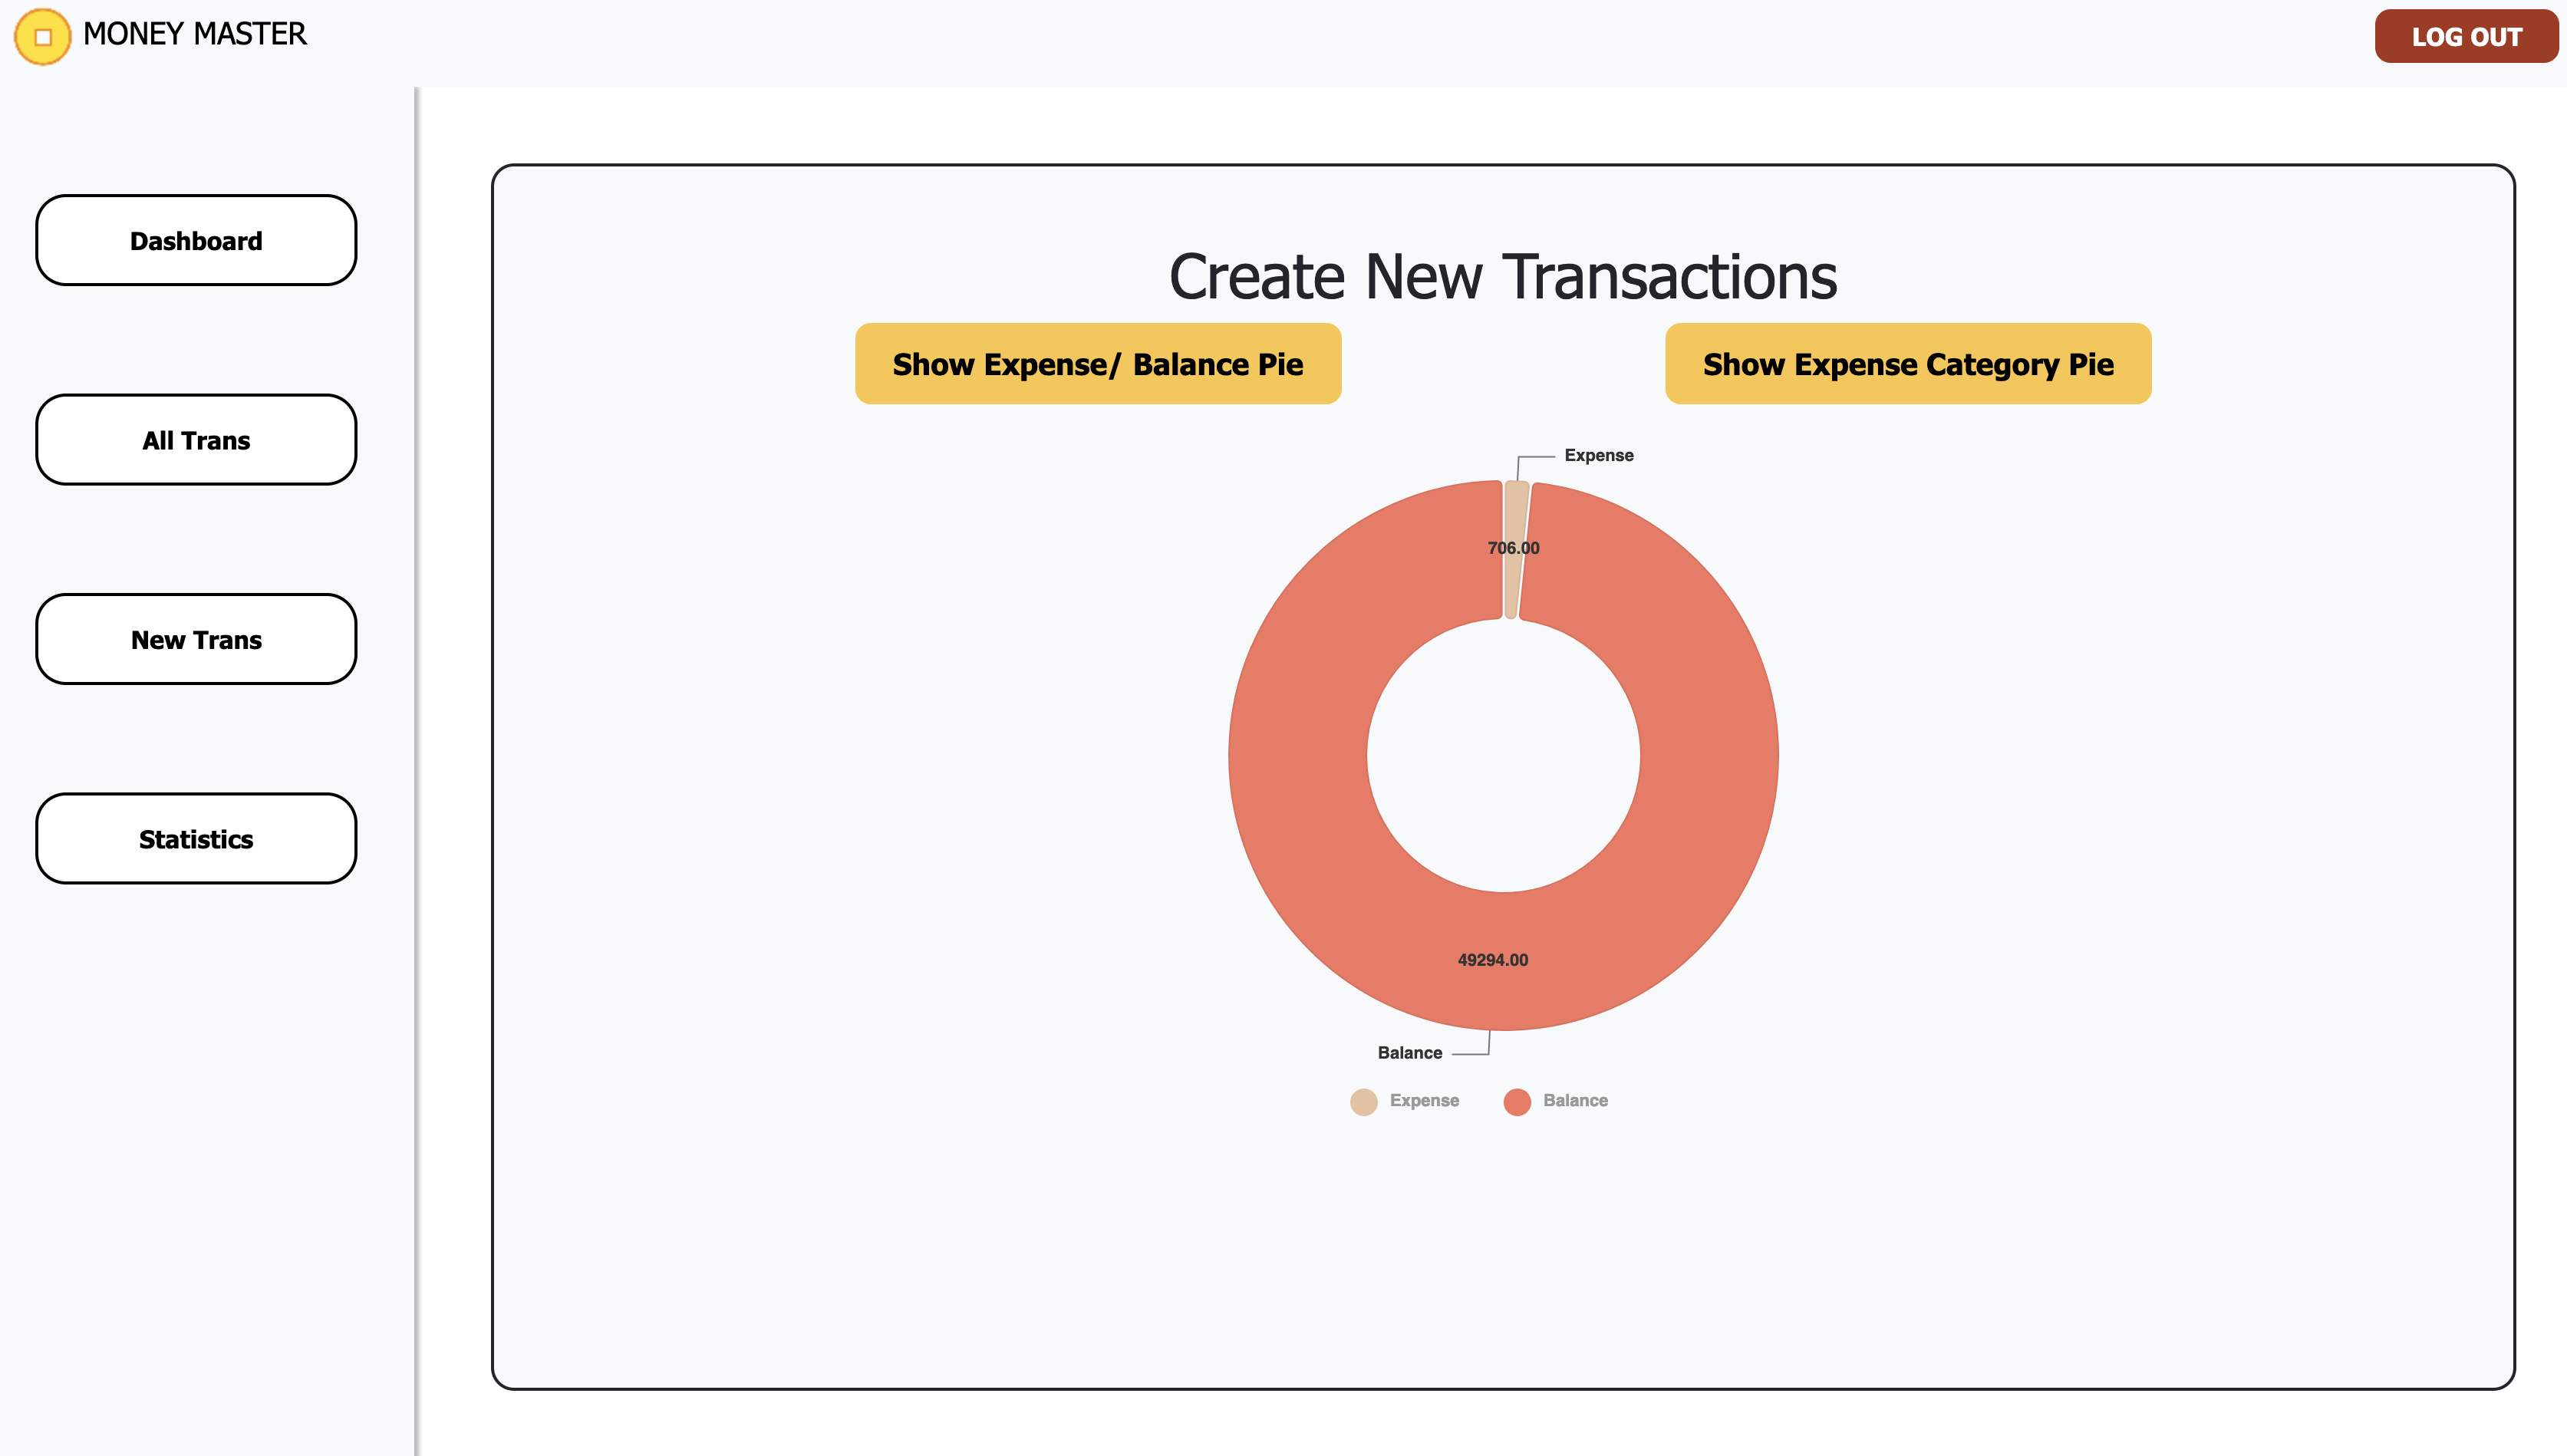 MONEY MASTER
LOG OUT
Dashboard
All Trans
New Trans
Statistics
Create New Transactions
Show Expense/ Balance Pie
Show Expense Category Pie
Expense
706.00
49294.00
Balance
Expense
Balance